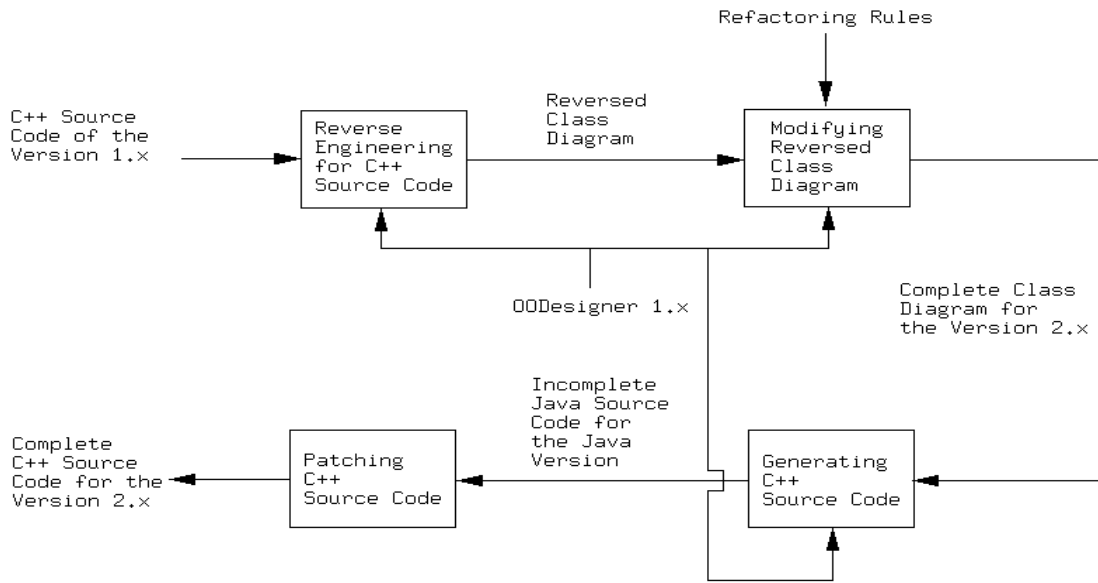 Refactoring Rules
C++ Source
Code of the
Version 1.x
Reverse
Engineering
for C++
Source Code
Reversed
Class
Diagram
Modifying
Reversed
Class
Diagram
OODesigner 1.x
Complete Class
Diagram for
the Version 2.x
Incomplete
Java Source
Code for
the Java
Version
Complete
C++ Source
Code for the
Version 2.x
Patching
C++
Source Code
Generating
C++
Source Code